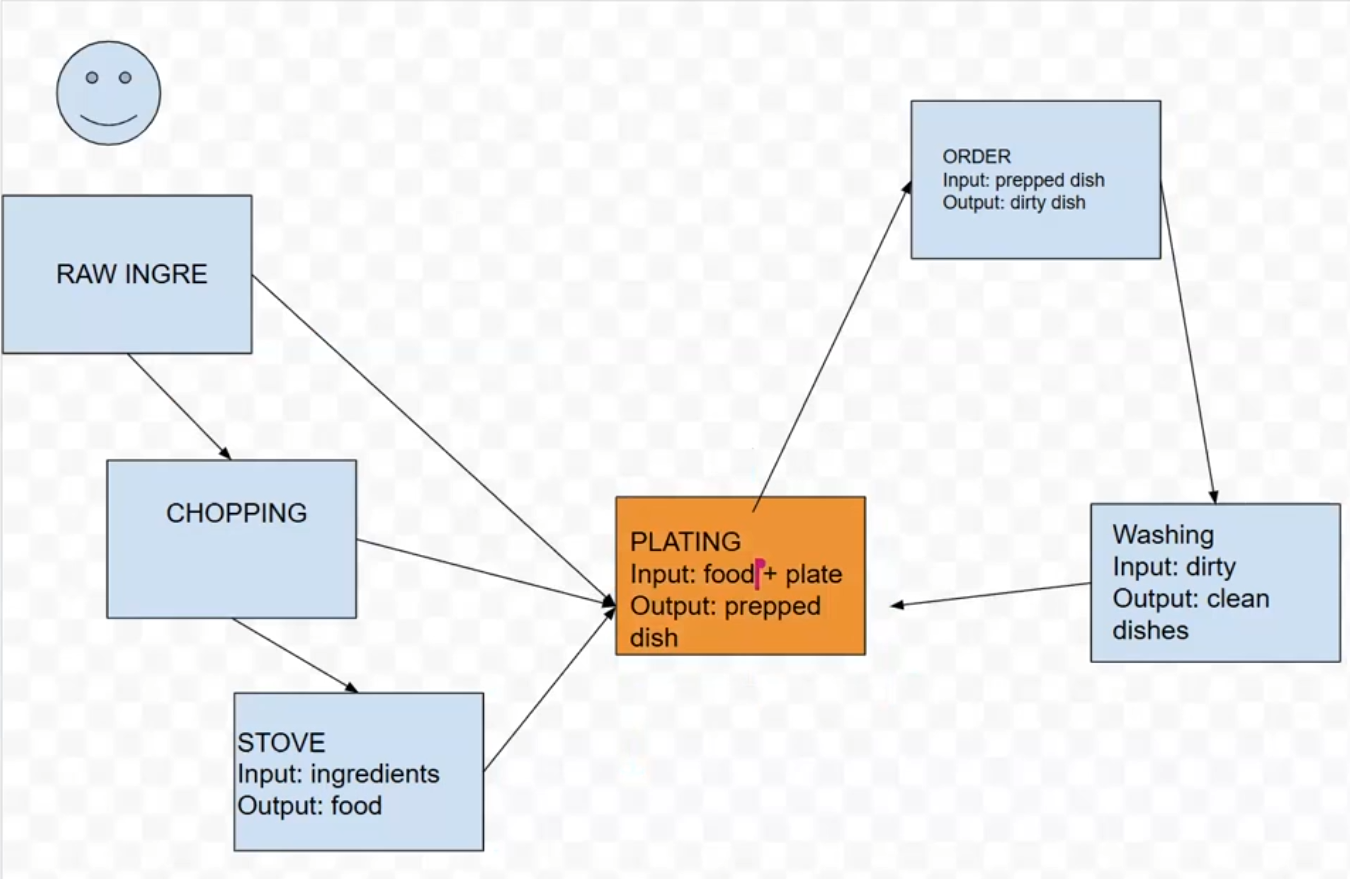 ORDER
Input: prepped dish
Output: dirty dish
RAW INGRE
CHOPPING
PLATING
Input: food + plate
Output: prepped
dish
Washing
Input: dirty
Output: clean
dishes
STOVE
Input: ingredients
Output: food